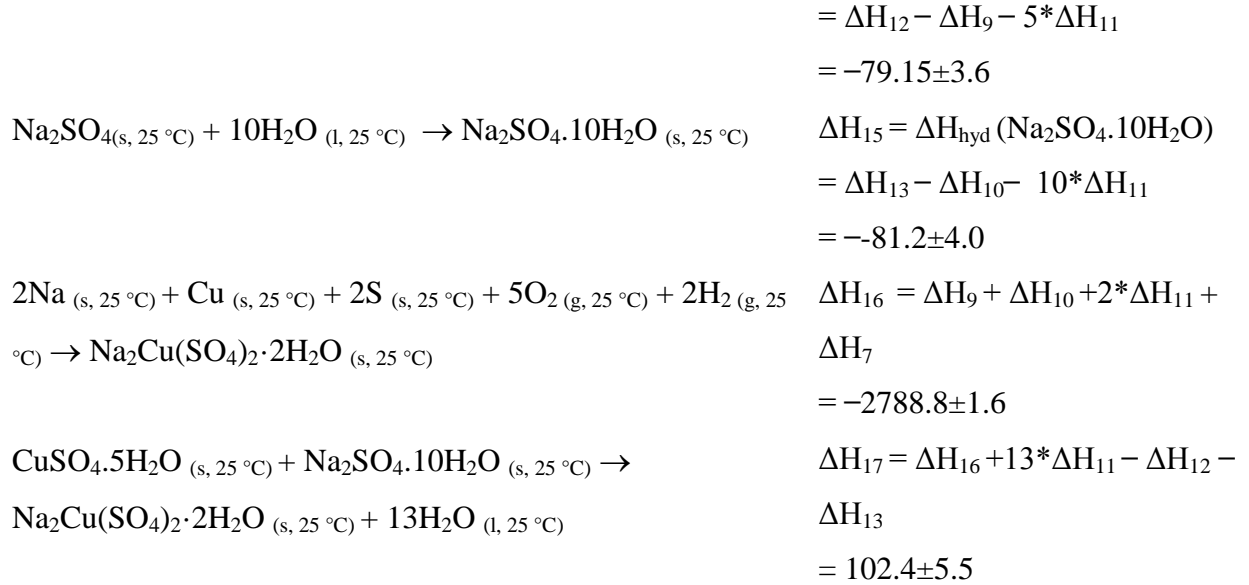 = ΔH₁₂ − ΔH₉ − 5*ΔH₁₁
= −79.15±3.6
Na₂SO₄(s, 25 °C) + 10H₂O (l, 25 °C) → Na₂SO₄.10H₂O (s, 25 °C)
ΔH₁₅ = ΔHhyd (Na₂SO₄.10H₂O)
= ΔH₁₃ − ΔH₁₀− 10*ΔH₁₁
= −-81.2±4.0
2Na (s, 25 °C) + Cu (s, 25 °C) + 2S (s, 25 °C) + 5O₂ (g, 25 °C) + 2H₂ (g, 25
°C) → Na₂Cu(SO₄)₂·2H₂O (s, 25 °C)
ΔH₁₆ = ΔH₉ + ΔH₁₀ +2*ΔH₁₁ +
ΔH₇
= −2788.8±1.6
CuSO₄.5H₂O (s, 25 °C) + Na₂SO₄.10H₂O (s, 25 °C) →
Na₂Cu(SO₄)₂·2H₂O (s, 25 °C) + 13H₂O (l, 25 °C)
ΔH₁₇ = ΔH₁₆ +13*ΔH₁₁ − ΔH₁₂ −
ΔH₁₃
= 102.4±5.5